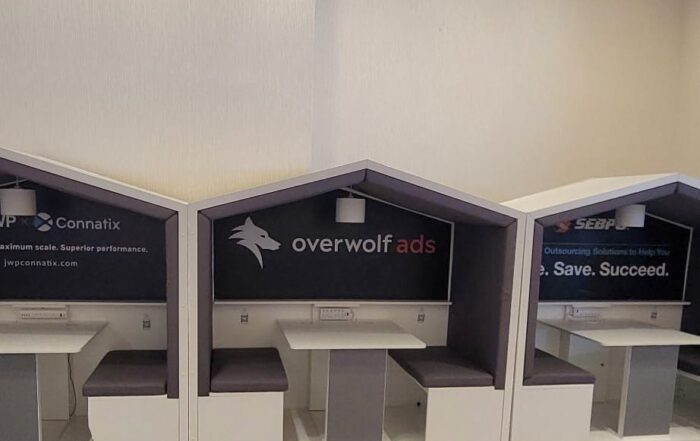 WP × Connatix
aximum scale. Superior performance.
jwpconnatix.com
overwolf ads
SEBPO
Outsourcing Solutions to Help You
e. Save. Succeed.